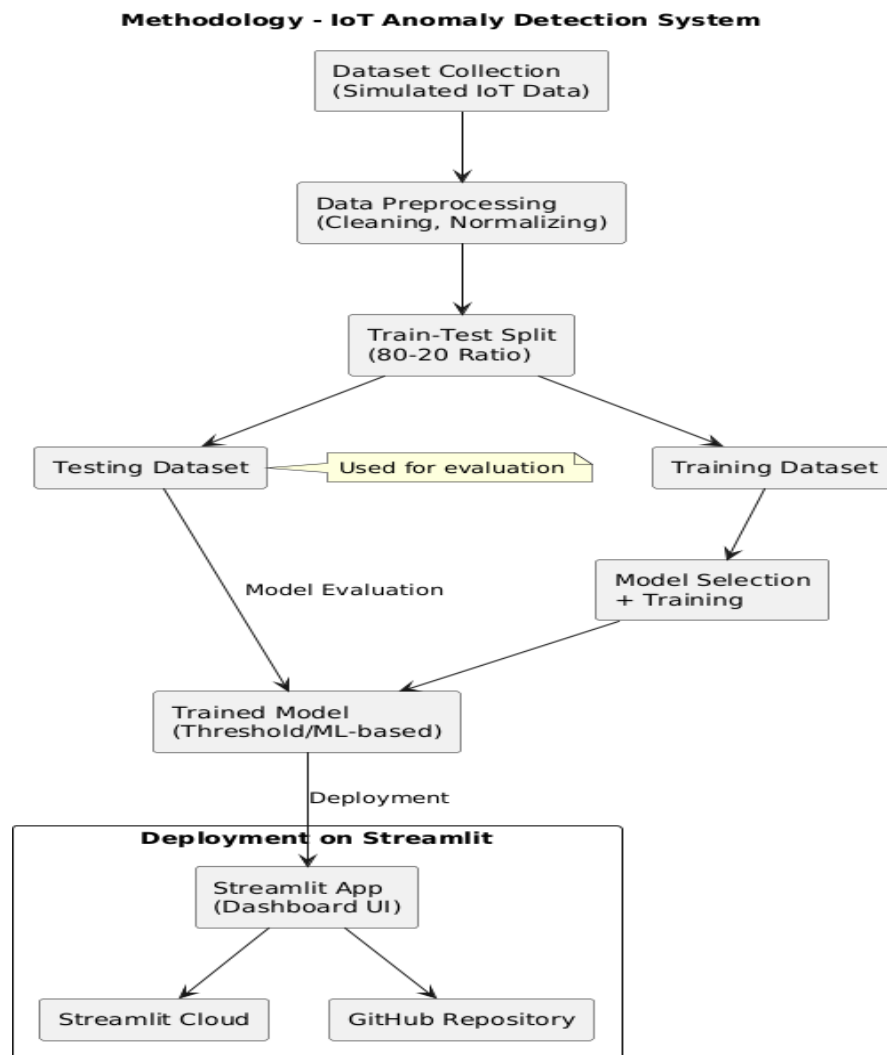 Methodology - IoT Anomaly Detection System
Dataset Collection
(Simulated IoT Data)
Data Preprocessing
(Cleaning, Normalizing)
Train-Test Split
(80-20 Ratio)
Testing Dataset
Used for evaluation
Training Dataset
Model Evaluation
Model Selection
+ Training
Trained Model
(Threshold/ML-based)
Deployment
Deployment on Streamlit
Streamlit App
(Dashboard UI)
Streamlit Cloud
GitHub Repository